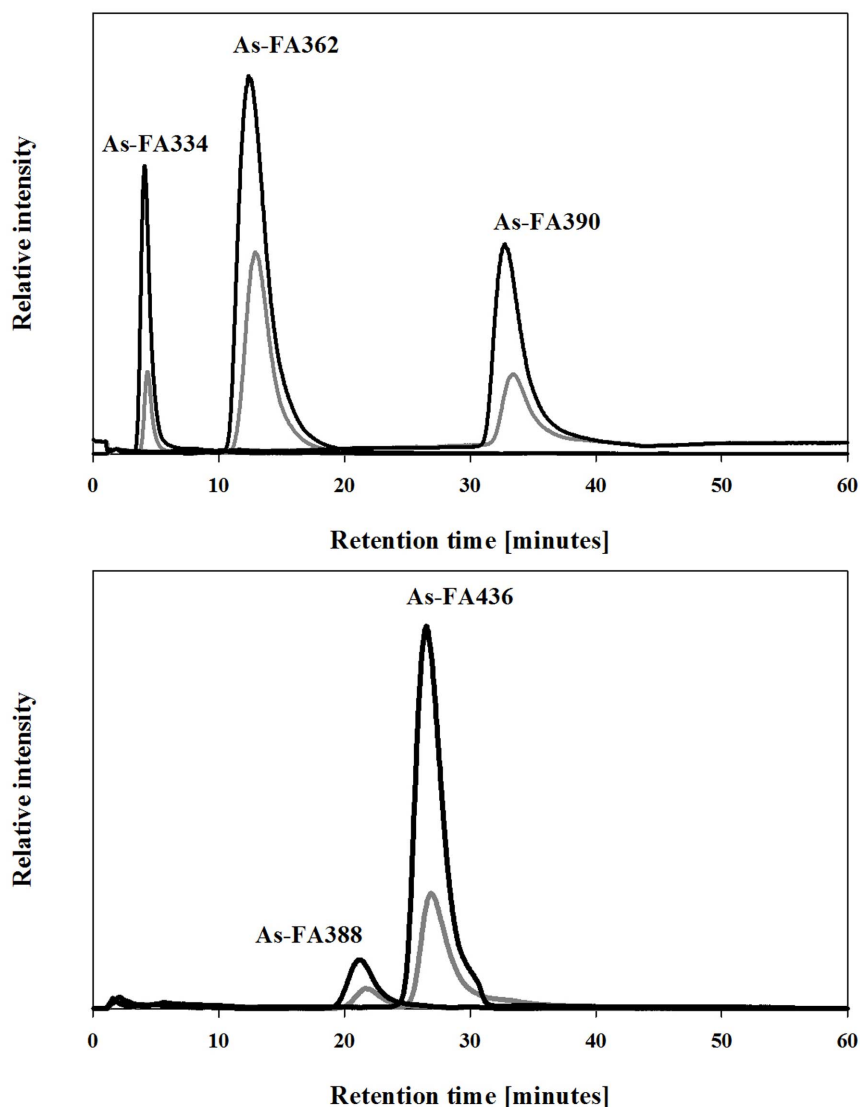 As-FA362
As-FA334
As-FA390
Relative intensity
0 10 20 30 40 50 60
Retention time [minutes]
As-FA436
As-FA388
Relative intensity
0 10 20 30 40 50 60
Retention time [minutes]